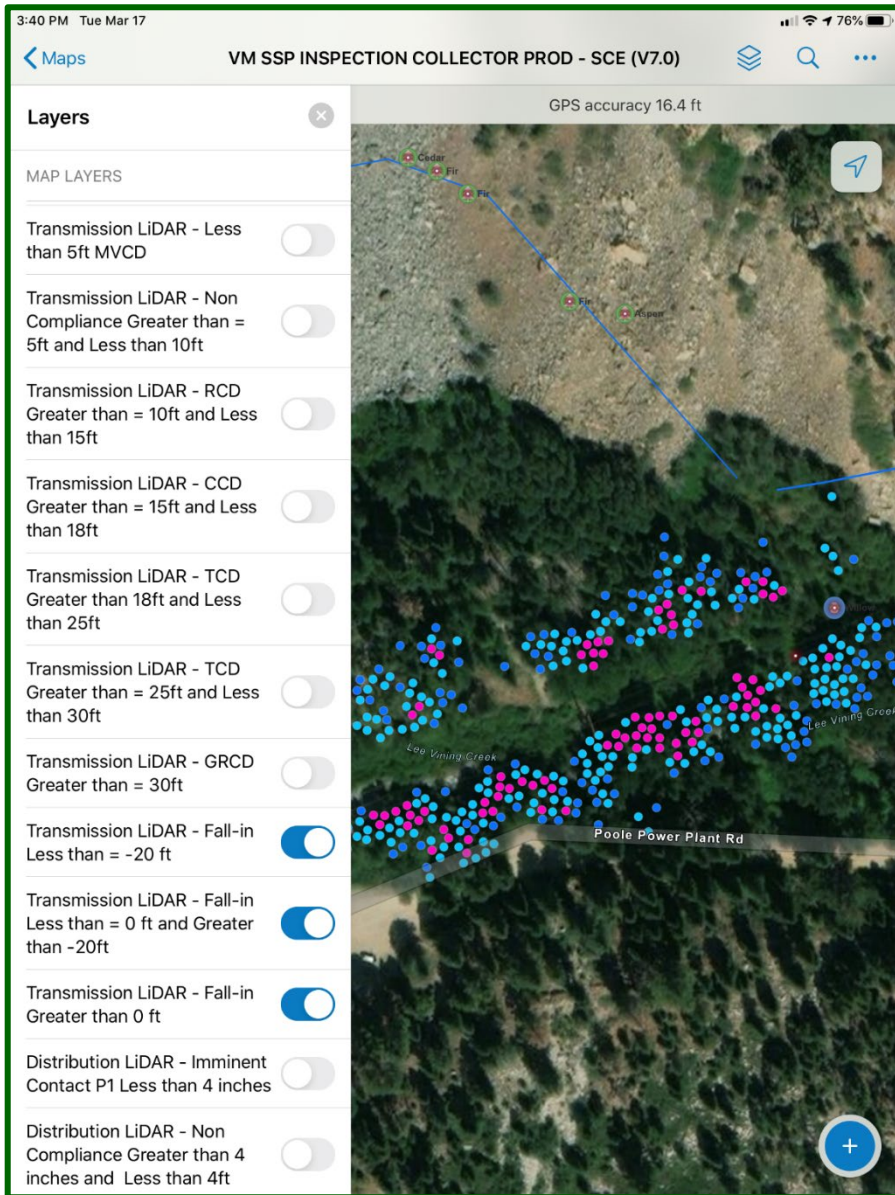 3:40 PM Tue Mar 17
76%
Maps
VM SSP INSPECTION COLLECTOR PROD - SCE (V7.0)
GPS accuracy 16.4 ft
Layers
MAP LAYERS
Transmission LiDAR - Less
than 5ft MVCD
Transmission LiDAR - Non
Compliance Greater than =
5ft and Less than 10ft
Transmission LiDAR - RCD
Greater than = 10ft and Less
than 15ft
Transmission LiDAR - CCD
Greater than = 15ft and Less
than 18ft
Transmission LiDAR - TCD
Greater than 18ft and Less
than 25ft
Transmission LiDAR - TCD
Greater than = 25ft and Less
than 30ft
Transmission LiDAR - GRCD
Greater than = 30ft
Transmission LiDAR - Fall-in
Less than = -20 ft
Transmission LiDAR - Fall-in
Less than = 0 ft and Greater
than -20ft
Transmission LiDAR - Fall-in
Greater than 0 ft
Distribution LiDAR - Imminent
Contact P1 Less than 4 inches
Distribution LiDAR - Non
Compliance Greater than 4
inches and Less than 4ft
Cedar
Fir
Fir
Fir
Aspen
Lee Vining Creek
Lee Vining Creek
Poole Power Plant Rd